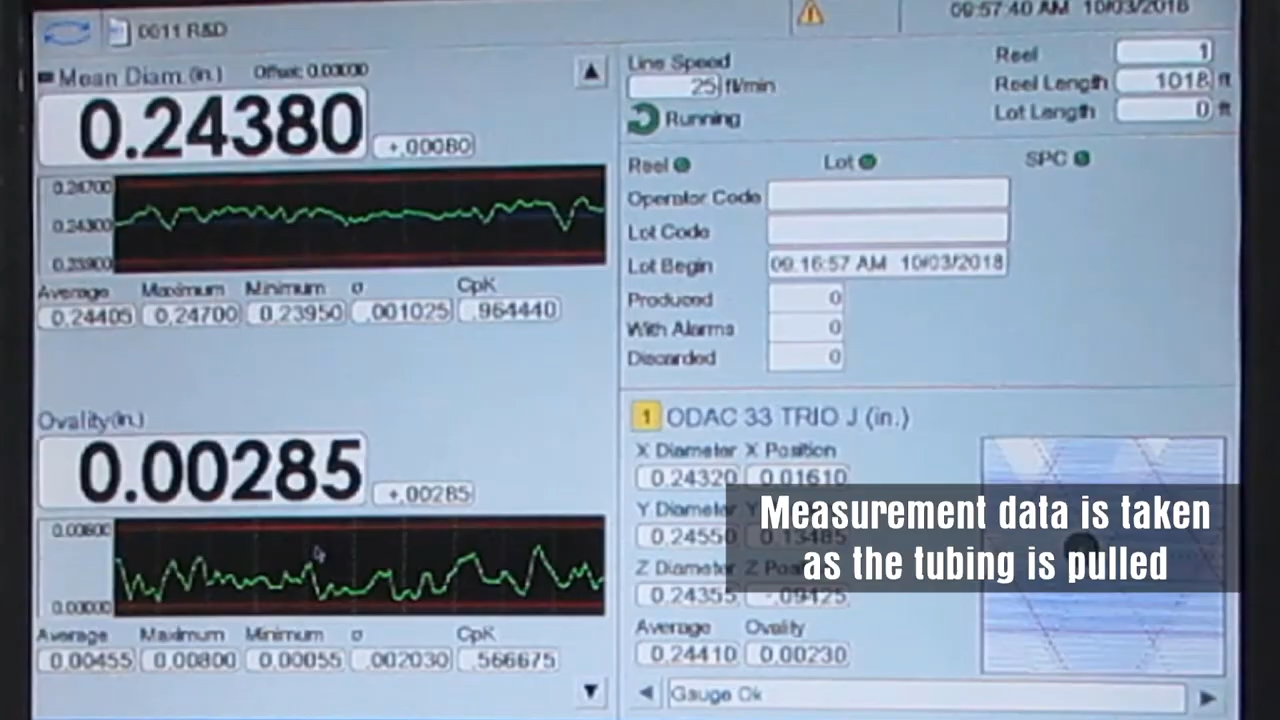 0011 R&D
09:57:40 AM 10/03/2018
Mean Diam.(in.) Offset: 0.00000
0.24380
+.00080
0.24700
0.24300
0.23900
Average Maximum Minimum σ CpK
0.24405 0.24700 0.23950 .001025 .964440
Ovality(in.)
0.00285
+.00285
0.00000
Average Maximum Minimum σ CpK
0.00455 0.00800 0.00055 .002030 .566675
Line Speed
25 ft/min
Running
Reel 1
Reel Length 1018 ft
Lot Length 0 ft
Reel Lot SPC
Operator Code
Lot Code
Lot Begin 09:16:57 AM 10/03/2018
Produced 0
With Alarms 0
Discarded 0
1 ODAC 33 TRIO J (in.)
X Diameter X Position
0.24320 0.01610
Y Diameter Y
0.24550 0.13485
Z Diameter Z Position
0.24355 -.09425
Average Ovality
0.24410 0.00230
Gauge Ok
Measurement data is taken
as the tubing is pulled